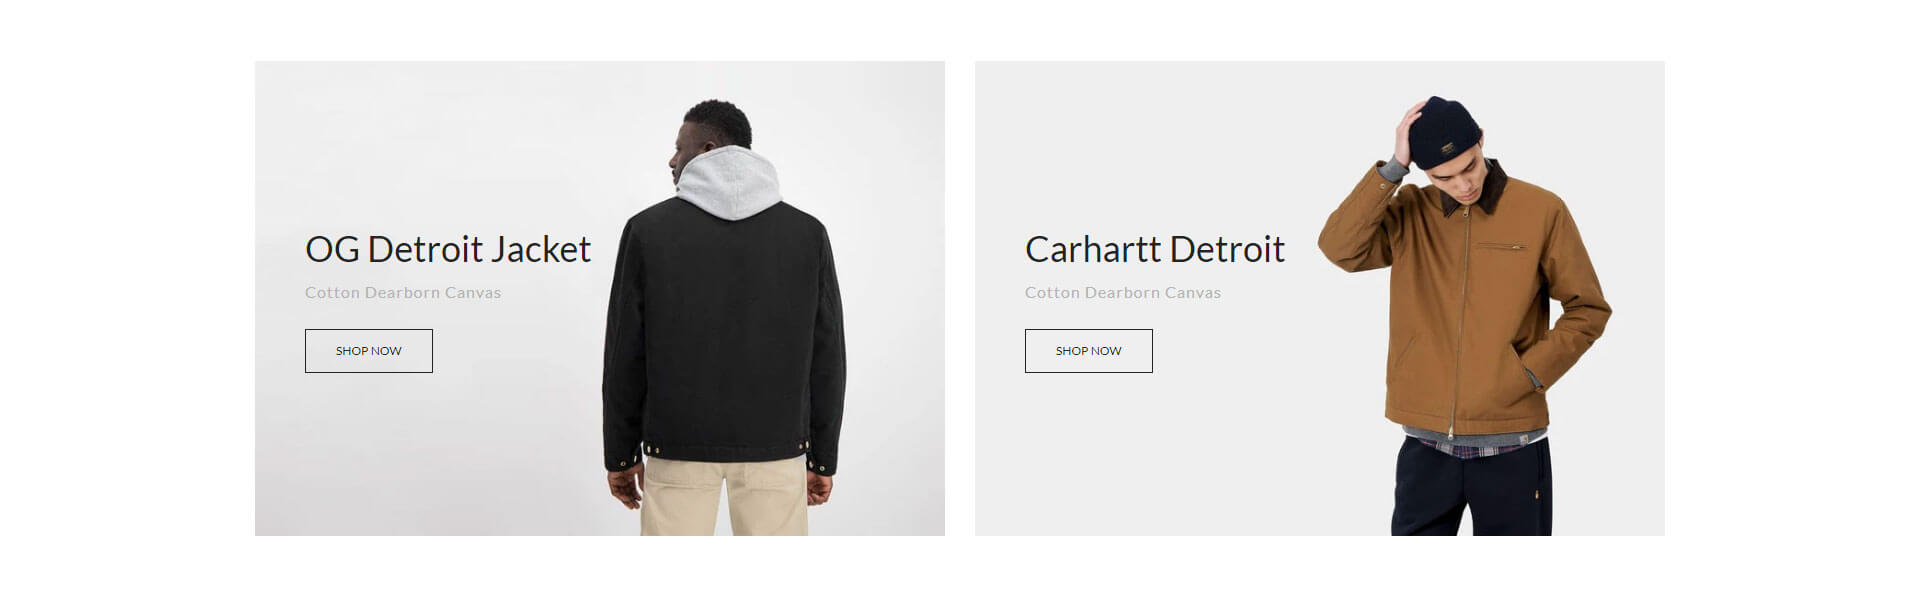 OG Detroit Jacket
Cotton Dearborn Canvas
SHOP NOW
Carhartt Detroit
Cotton Dearborn Canvas
SHOP NOW